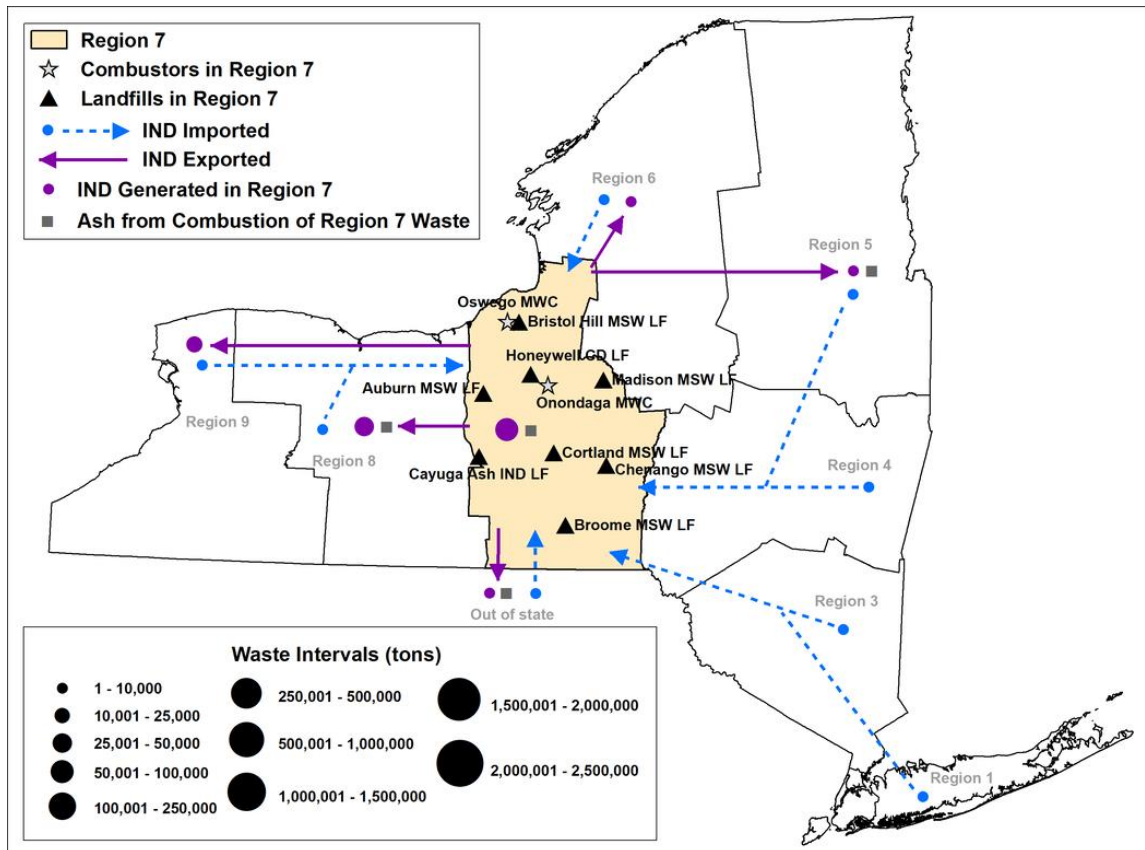 Region 7
Combustors in Region 7
Landfills in Region 7
IND Imported
IND Exported
IND Generated in Region 7
Ash from Combustion of Region 7 Waste
Region 6
Region 5
Oswego MWC
Bristol Hill MSW LF
Honeywell CD LF
Auburn MSW LF
Madison MSW LF
Onondaga MWC
Region 9
Region 8
Cayuga Ash IND LF
Cortland MSW LF
Chenango MSW LF
Region 4
Broome MSW LF
Out of state
Region 3
Region 1
Waste Intervals (tons)
1 - 10,000
10,001 - 25,000
25,001 - 50,000
50,001 - 100,000
100,001 - 250,000
250,001 - 500,000
500,001 - 1,000,000
1,000,001 - 1,500,000
1,500,001 - 2,000,000
2,000,001 - 2,500,000